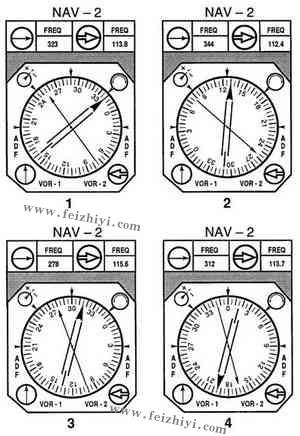 NAV – 2 NAV – 2
FREQ FREQ FREQ FREQ
323 113.8 344 112.4
ADF ADF ADF ADF
VOR - 1 VOR - 2 VOR - 1 VOR - 2
www.feizhiyi.com
1 2
NAV – 2 NAV – 2
FREQ FREQ FREQ FREQ
278 115.6 312 113.7
ADF ADF ADF ADF
VOR - 1 VOR - 2 VOR - 1 VOR - 2
3 4
www.feizhiyi.com